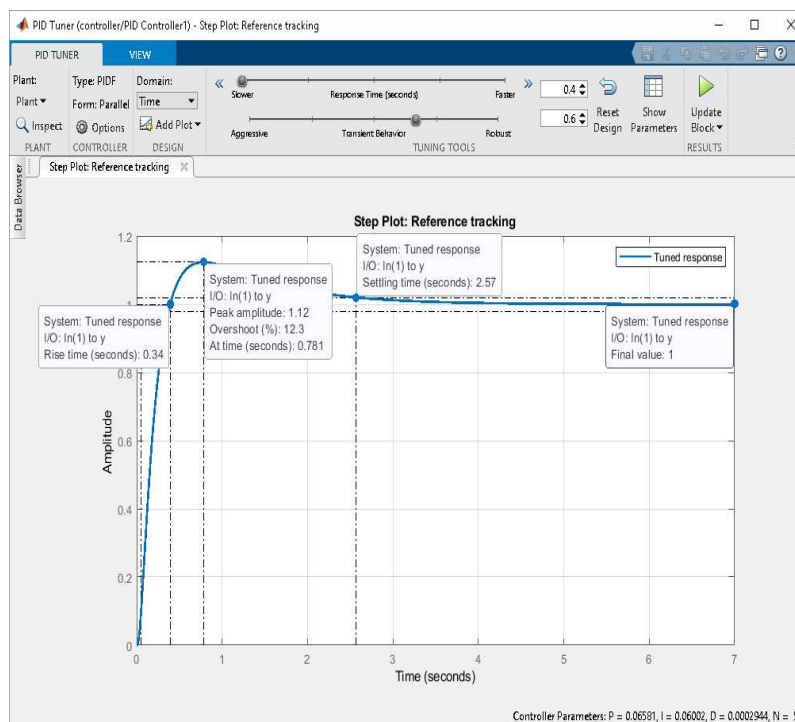 PID Tuner (controller/PID Controller1) - Step Plot: Reference tracking
PID TUNER
VIEW
Plant:
Plant
Inspect
PLANT
Type: PIDF
Form: Parallel
Options
CONTROLLER
Domain:
Time
Add Plot
DESIGN
Slower
Response Time (seconds)
Faster
0.4
Aggressive
Transient Behavior
Robust
0.6
Reset
Design
Show
Parameters
TUNING TOOLS
Update
Block
RESULTS
Data Browser
Step Plot: Reference tracking
Step Plot: Reference tracking
Tuned response
System: Tuned response
I/O: In(1) to y
Settling time (seconds): 2.57
System: Tuned response
I/O: In(1) to y
Peak amplitude: 1.12
Overshoot (%): 12.3
At time (seconds): 0.781
System: Tuned response
I/O: In(1) to y
Rise time (seconds): 0.34
System: Tuned response
I/O: In(1) to y
Final value: 1
Amplitude
1.2
1
0.8
0.6
0.4
0.2
0
0 1 2 3 4 5 6 7
Time (seconds)
Controller Parameters: P = 0.06581, I = 0.06002, D = 0.0002944, N =